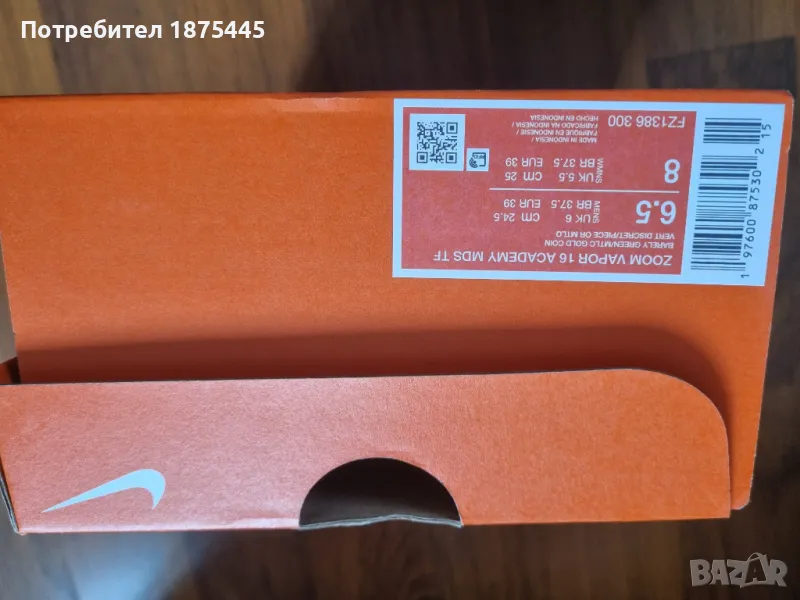 Потребител 1875445
ZOOM VAPOR 16 ACADEMY MDS TF
BARELY GREEN/MTLC GOLD COIN
VERT DISCRET/PIECE OR MTLQ
6.5
MENS
UK 6
BR 37.5
cm 24.5
EUR 39
8
WMNS
UK 5.5
BR 37.5
cm 25
EUR 39
FZ1386 300
MADE IN INDONESIA /
FABRIQUE EN INDONESIE /
FABRICADO NA INDONESIA /
HECHO EN INDONESIA
1 97600 87530 2 15
BAZAR